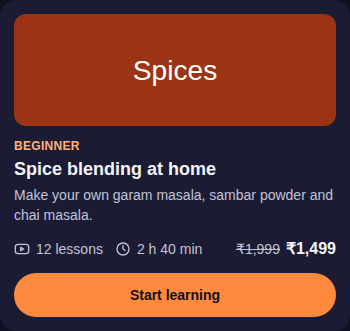 Spices
BEGINNER
Spice blending at home
Make your own garam masala, sambar powder and
chai masala.
12 lessons 2 h 40 min ₹1,999 ₹1,499
Start learning